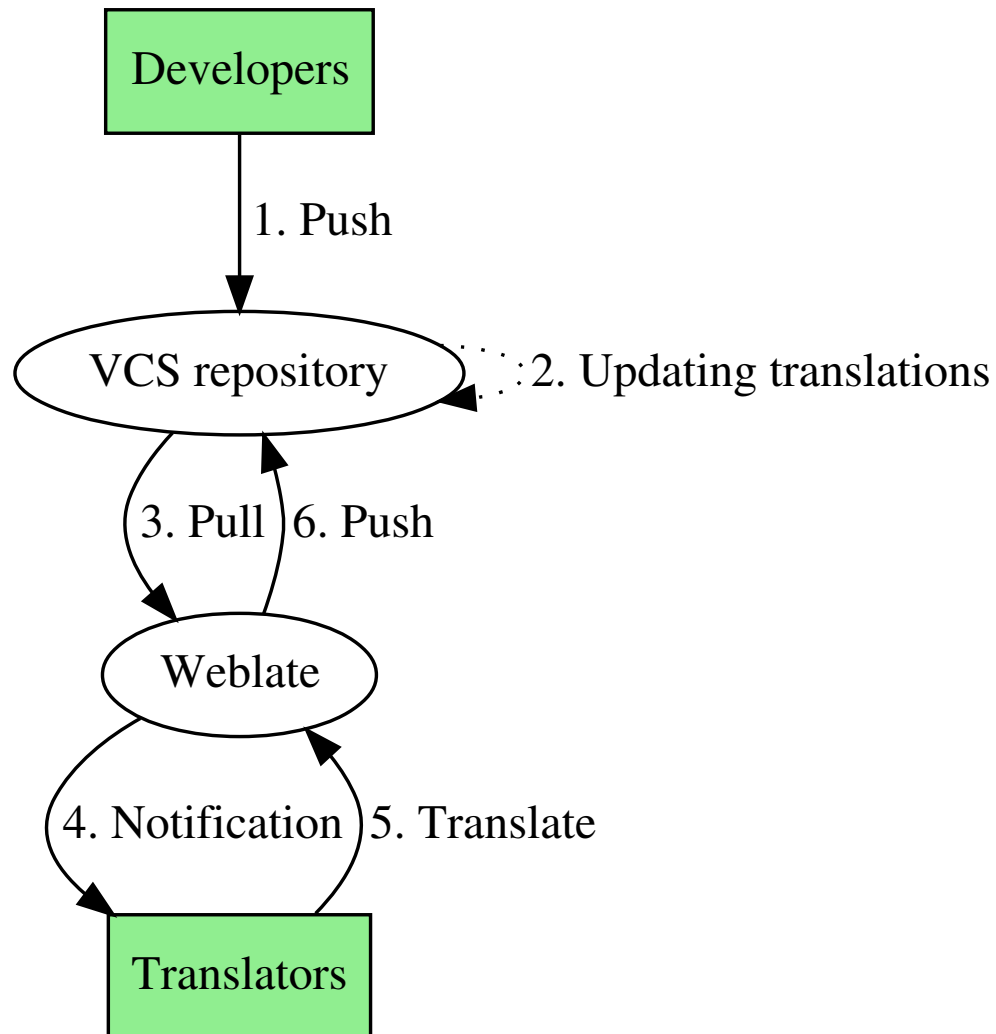 Developers
1. Push
VCS repository
2. Updating translations
3. Pull
6. Push
Weblate
4. Notification
5. Translate
Translators